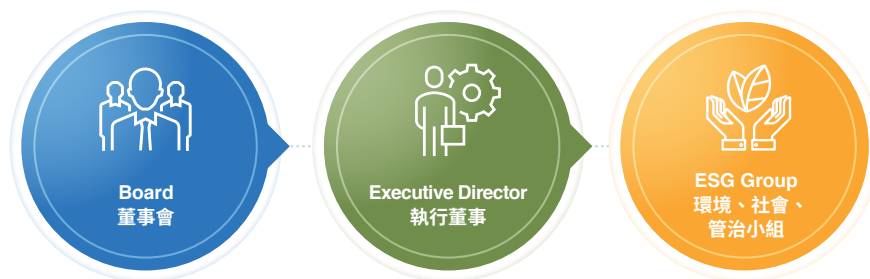 Board
董事會
Executive Director
執行董事
ESG Group
環境、社會、
管治小組